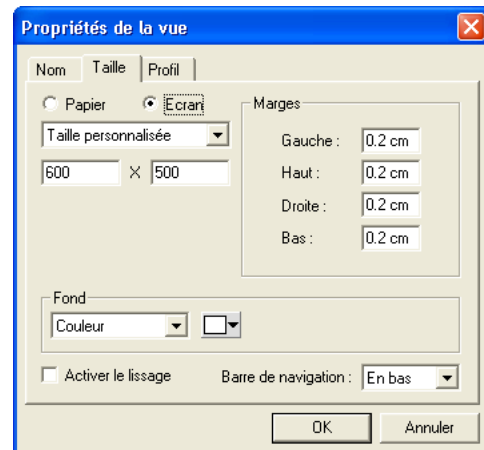 Propriétés de la vue
Nom Taille Profil
Papier Ecran
Taille personnalisée
600 X 500
Marges
Gauche : 0.2 cm
Haut : 0.2 cm
Droite : 0.2 cm
Bas : 0.2 cm
Fond
Couleur
Activer le lissage Barre de navigation : En bas
OK Annuler